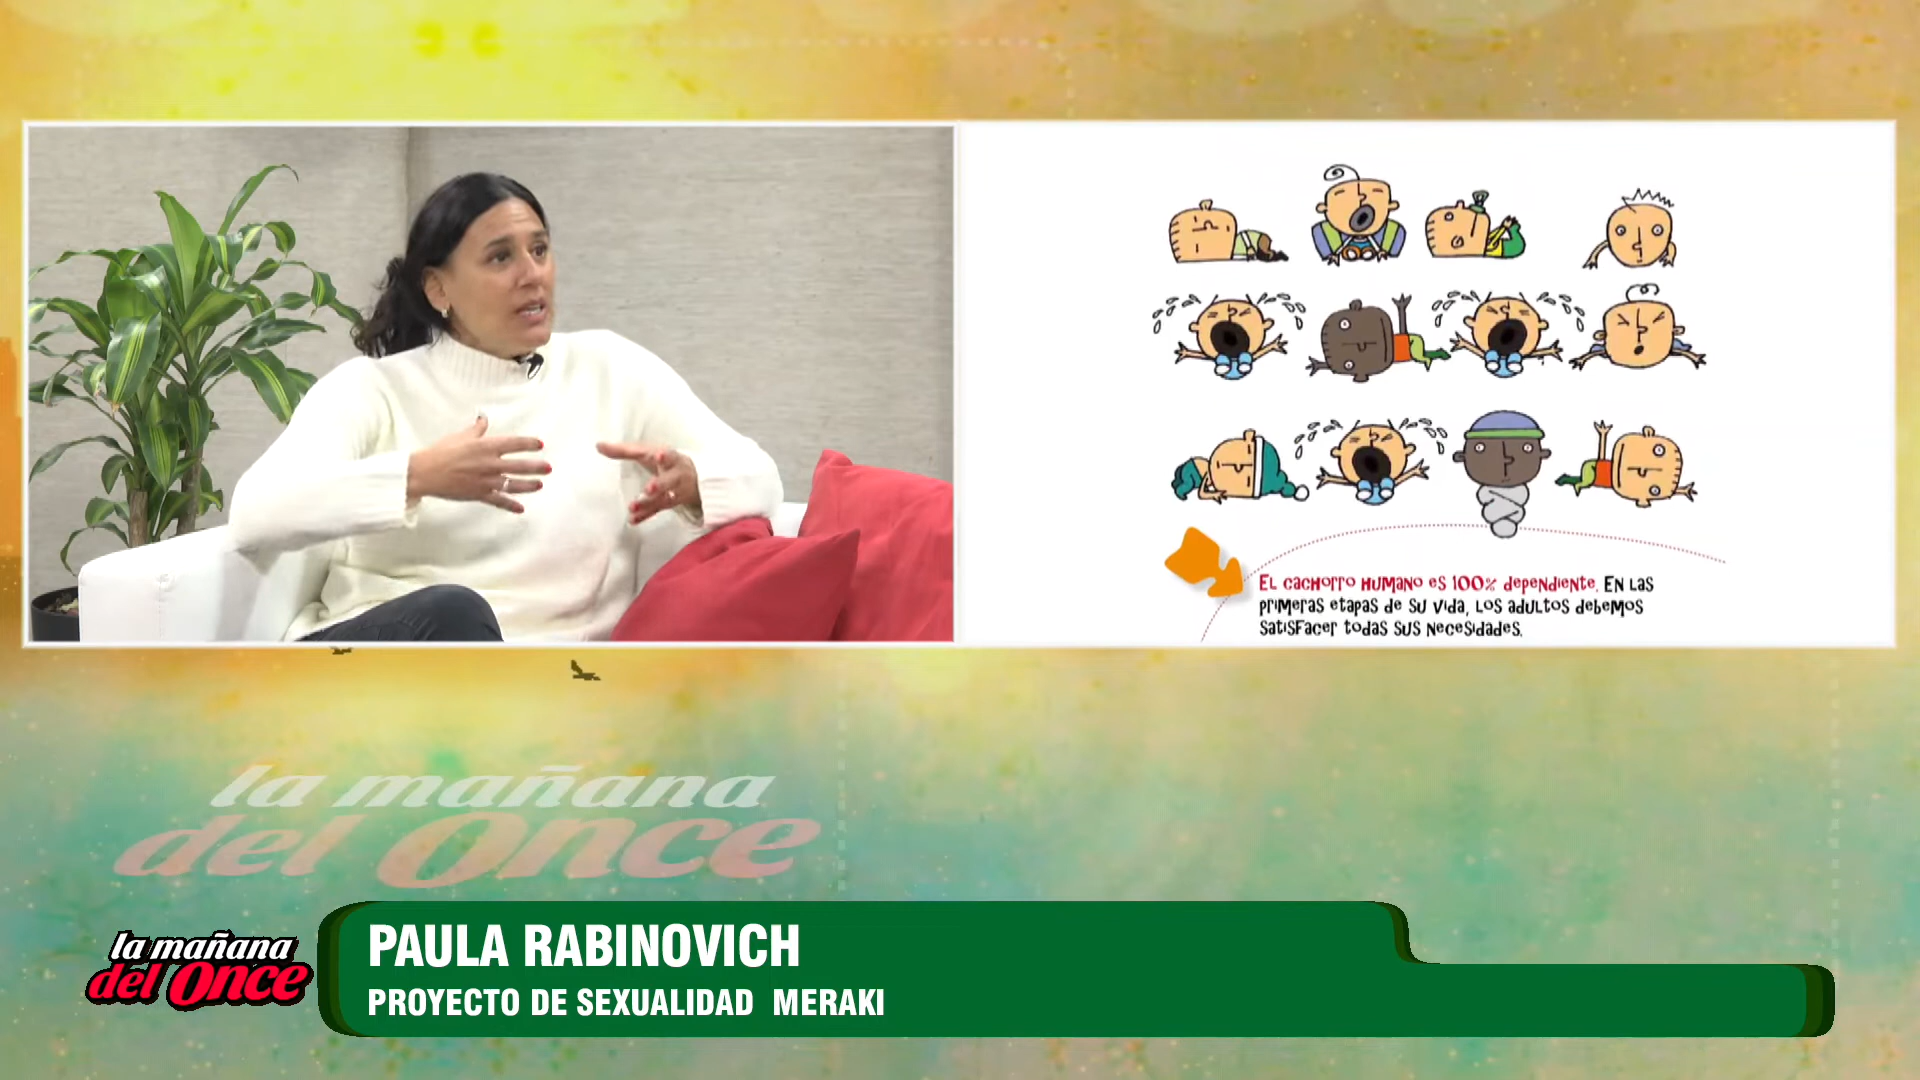 EL CACHORRO HUMANO ES 100% DEPENDIENTE. EN LAS
PRIMERAS ETAPAS DE SU VIDA, LOS ADULTOS DEBEMOS
SATISFACER TODAS SUS NECESIDADES.
la mañana
del Once
la mañana
del Once
PAULA RABINOVICH
PROYECTO DE SEXUALIDAD MERAKI